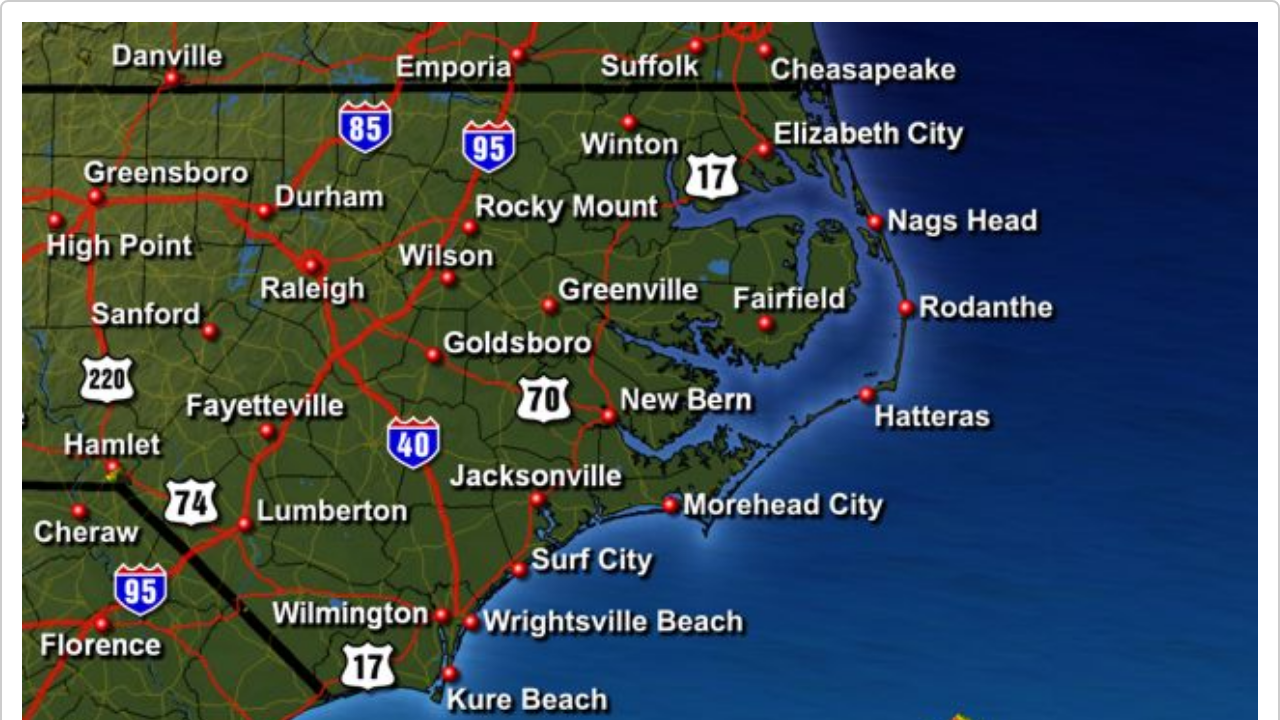 Danville
Emporia
Suffolk
Cheasapeake
85
95
Winton
Elizabeth City
17
Greensboro
Durham
Rocky Mount
Nags Head
High Point
Wilson
Raleigh
Greenville
Fairfield
Rodanthe
Sanford
Goldsboro
220
70
New Bern
Fayetteville
Hatteras
40
Hamlet
Jacksonville
74
Lumberton
Morehead City
Cheraw
Surf City
95
Wilmington
Wrightsville Beach
Florence
17
Kure Beach